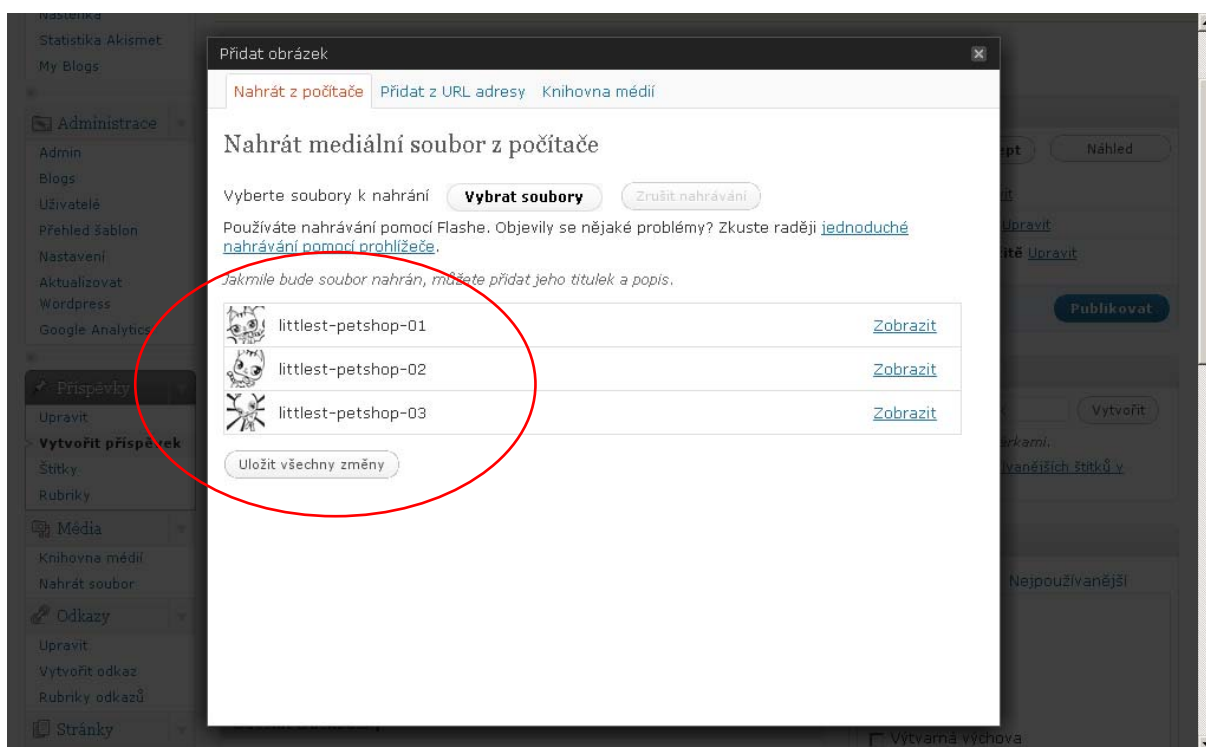 Nástěnka
Statistika Akismet
My Blogs
Administrace
Admin
Blogs
Uživatelé
Přehled šablon
Nastavení
Aktualizovat
Wordpress
Google Analytics
Příspěvky
Upravit
Vytvořit příspěvek
Štítky
Rubriky
Média
Knihovna médií
Nahrát soubor
Odkazy
Upravit
Vytvořit odkaz
Rubriky odkazů
Stránky
Přidat obrázek
Nahrát z počítače Přidat z URL adresy Knihovna médií
Nahrát mediální soubor z počítače
Vyberte soubory k nahrání Vybrat soubory Zrušit nahrávání
Používáte nahrávání pomocí Flashe. Objevily se nějaké problémy? Zkuste raději jednoduché
nahrávání pomocí prohlížeče.
Jakmile bude soubor nahrán, můžete přidat jeho titulek a popis.
littlest-petshop-01 Zobrazit
littlest-petshop-02 Zobrazit
littlest-petshop-03 Zobrazit
Uložit všechny změny
Náhled
Upravit
Upravit
Publikovat
Vytvořit
Nejpoužívanější
Výtvarná výchova